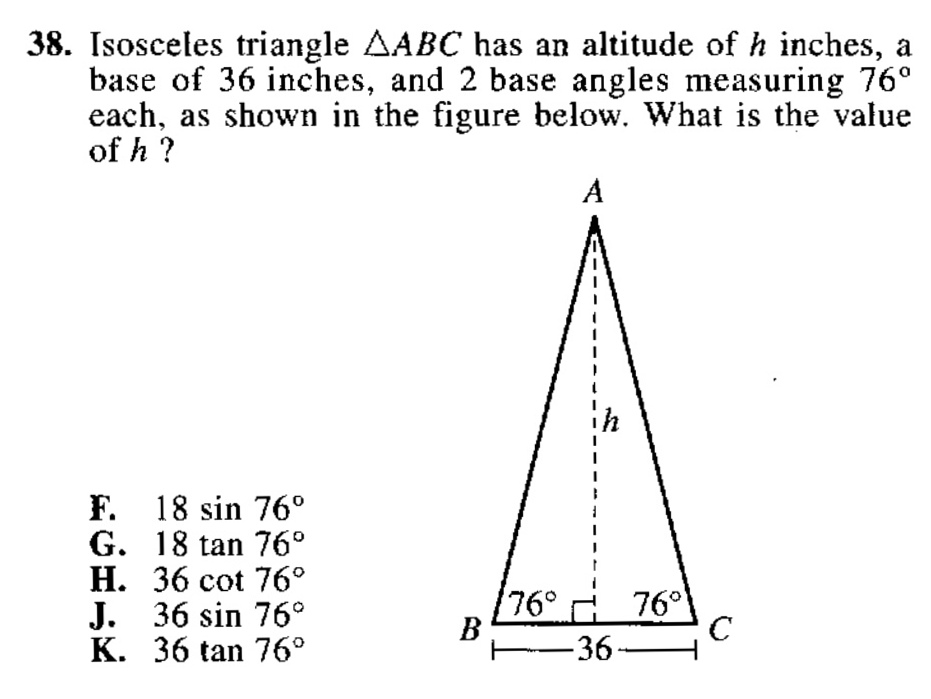 38. Isosceles triangle △ABC has an altitude of h inches, a
base of 36 inches, and 2 base angles measuring 76°
each, as shown in the figure below. What is the value
of h ?
A
h
F. 18 sin 76°
G. 18 tan 76°
H. 36 cot 76°
J. 36 sin 76°
K. 36 tan 76°
76° 76°
B C
36